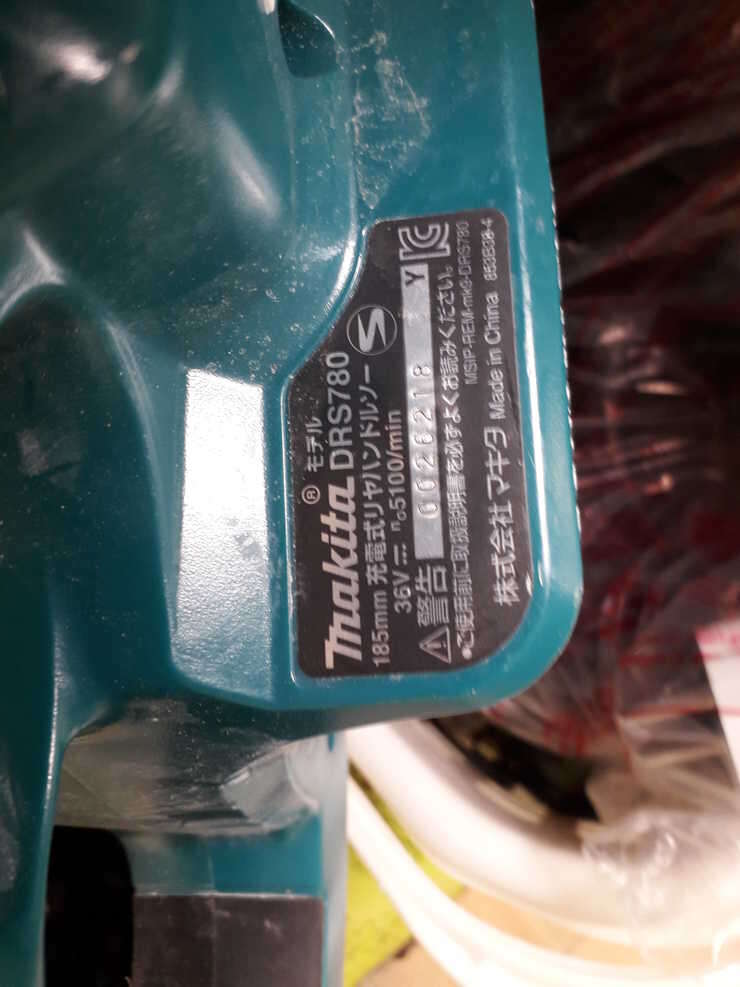 makita® モデル DRS780
185mm 充電式リヤハンドルソー
36V⎓ n₀5100/min
⚠警告 0026218 Y
•ご使用前に取扱説明書を必ずよくお読みください。
MSIP-REM-mk9-DRS780
株式会社 マキタ Made in China 853B38-4